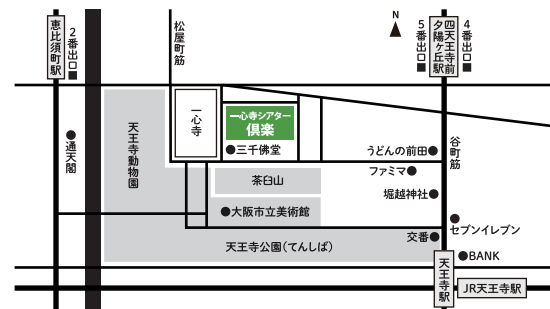 恵比須町駅
2番出口
松屋町筋
N
5番出口
四天王寺前
夕陽ヶ丘駅
4番出口
通天閣
天王寺動物園
一心寺
一心寺シアター
倶楽
三千佛堂
茶臼山
大阪市立美術館
天王寺公園(てんしば)
うどんの前田
ファミマ
堀越神社
谷町筋
セブンイレブン
交番
天王寺駅
BANK
JR天王寺駅